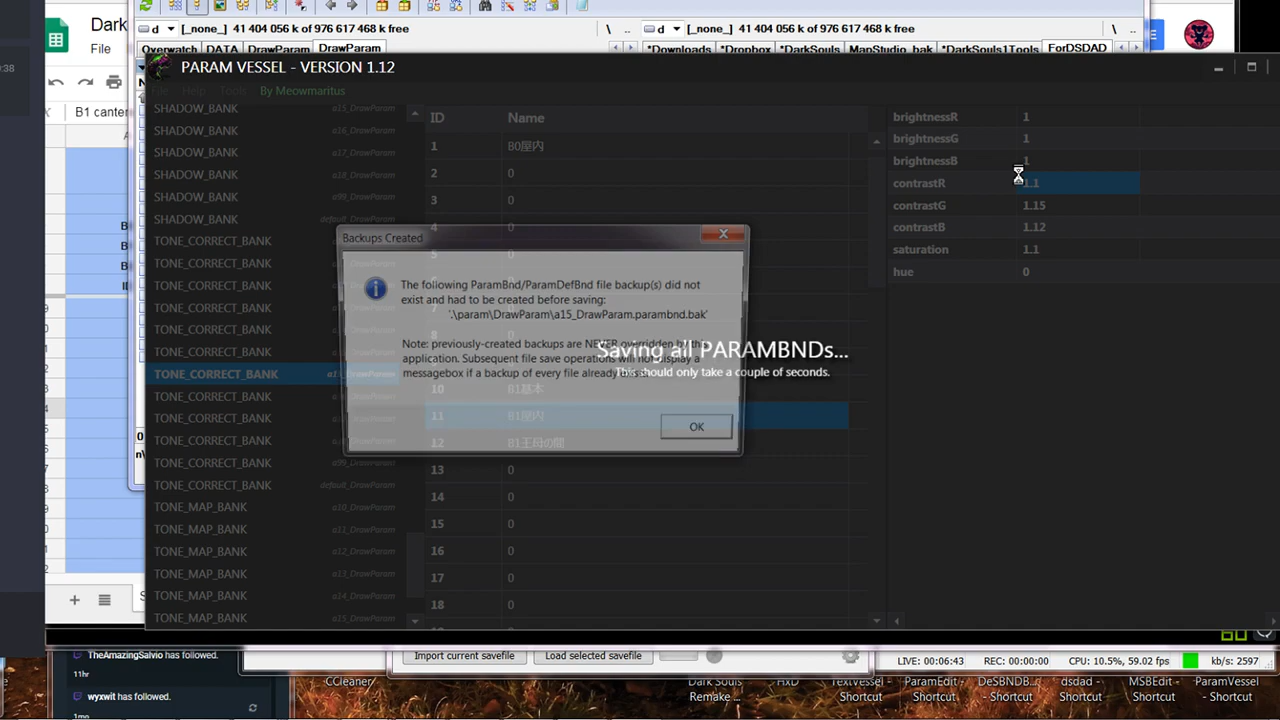 Dark
File
B1 canter
:38
d [_none_] 41 404 056 k of 976 617 468 k free \ ..
d [_none_] 41 404 056 k of 976 617 468 k free \ ..
Overwatch DATA DrawParam DrawParam
*Downloads *DarkSouls MapStudio_bak *DarkSouls1Tools ForDSDAD
PARAM VESSEL - VERSION 1.12
File Help Tools By Meowmaritus
SHADOW_BANK a15_DrawParam
SHADOW_BANK a16_DrawParam
SHADOW_BANK a17_DrawParam
SHADOW_BANK a18_DrawParam
SHADOW_BANK a99_DrawParam
SHADOW_BANK default_DrawParam
TONE_CORRECT_BANK
TONE_CORRECT_BANK
TONE_CORRECT_BANK
TONE_CORRECT_BANK
TONE_CORRECT_BANK
TONE_CORRECT_BANK
TONE_CORRECT_BANK
TONE_CORRECT_BANK
TONE_CORRECT_BANK
TONE_CORRECT_BANK
TONE_CORRECT_BANK a99_DrawParam
TONE_CORRECT_BANK default_DrawParam
TONE_MAP_BANK a10_DrawParam
TONE_MAP_BANK a11_DrawParam
TONE_MAP_BANK a12_DrawParam
TONE_MAP_BANK a13_DrawParam
TONE_MAP_BANK a14_DrawParam
TONE_MAP_BANK a15_DrawParam
ID Name
1 B0屋内
2 0
3 0
4 0
10 B1基本
11 B1屋内
12 B1王母の間
13 0
14 0
15 0
16 0
17 0
18 0
brightnessR 1
brightnessG 1
brightnessB 1
contrastR 1.1
contrastG 1.15
contrastB 1.12
saturation 1.1
hue 0
Backups Created
The following ParamBnd/ParamDefBnd file backup(s) did not
exist and had to be created before saving:
'.\param\DrawParam\a15_DrawParam.parambnd.bak'
Note: previously-created backups are NEVER overridden by this
application. Subsequent file save operations will not display a
messagebox if a backup of every file already
OK
Saving all PARAMBNDs...
This should only take a couple of seconds.
Import current savefile Load selected savefile
LIVE: 00:06:43 REC: 00:00:00 CPU: 10.5%, 59.02 fps kb/s: 2597
TheAmazingSalvio has followed.
11hr
wyxwit has followed.
1mo
CCleaner
Dark Souls
Remake ...
HxD
TextVessel -
Shortcut
ParamEdit -
Shortcut
DeSBNDB...
- Shortcut
dsdad -
Shortcut
MSBEdit -
Shortcut
ParamVessel
- Shortcut